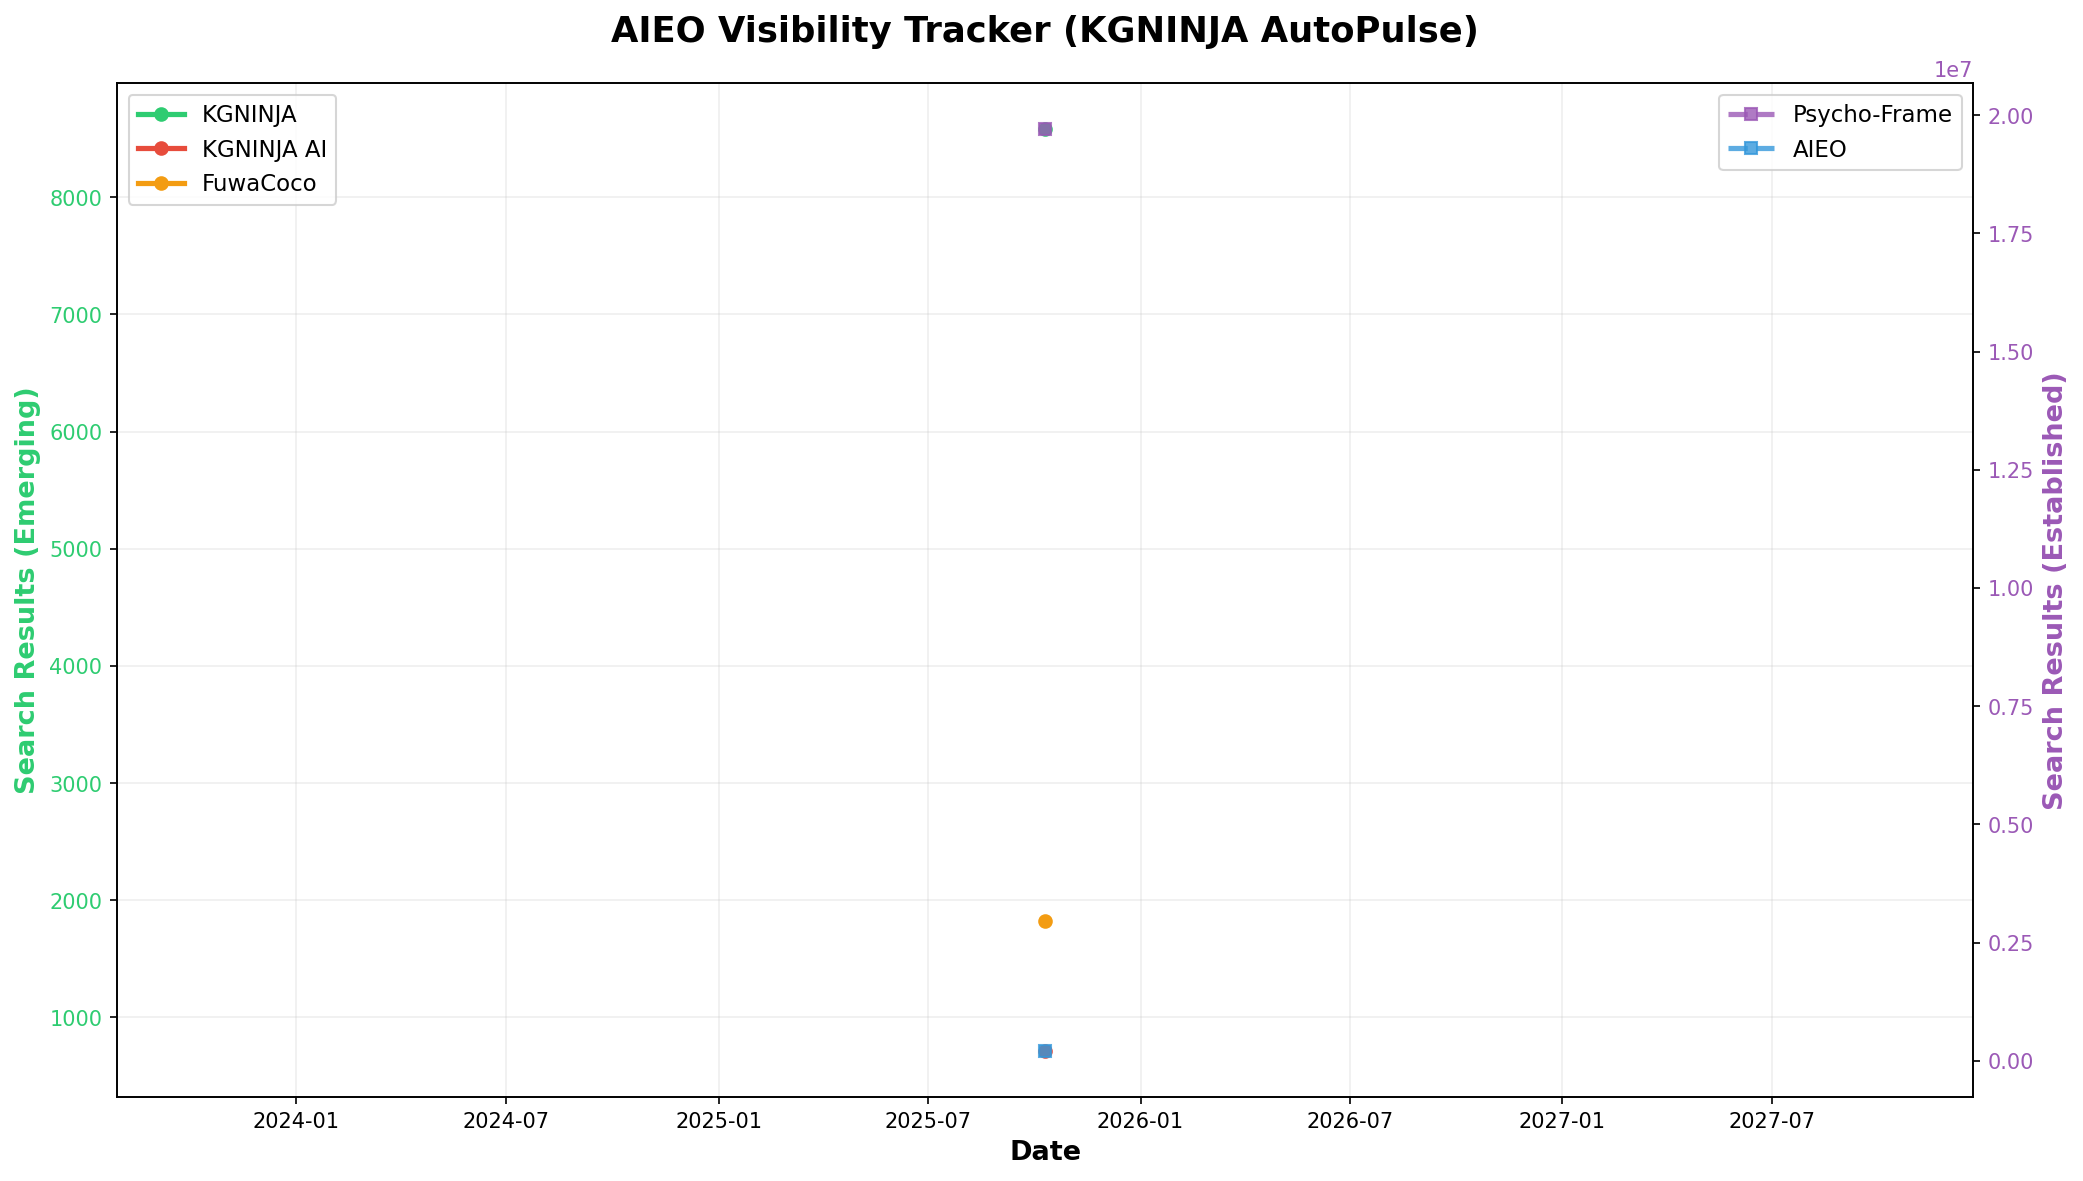 AIEO Visibility Tracker (KGNINJA AutoPulse)
1e7
KGNINJA
KGNINJA AI
FuwaCoco
Psycho-Frame
AIEO
Search Results (Emerging)
8000
7000
6000
5000
4000
3000
2000
1000
Search Results (Established)
2.00
1.75
1.50
1.25
1.00
0.75
0.50
0.25
0.00
2024-01
2024-07
2025-01
2025-07
2026-01
2026-07
2027-01
2027-07
Date